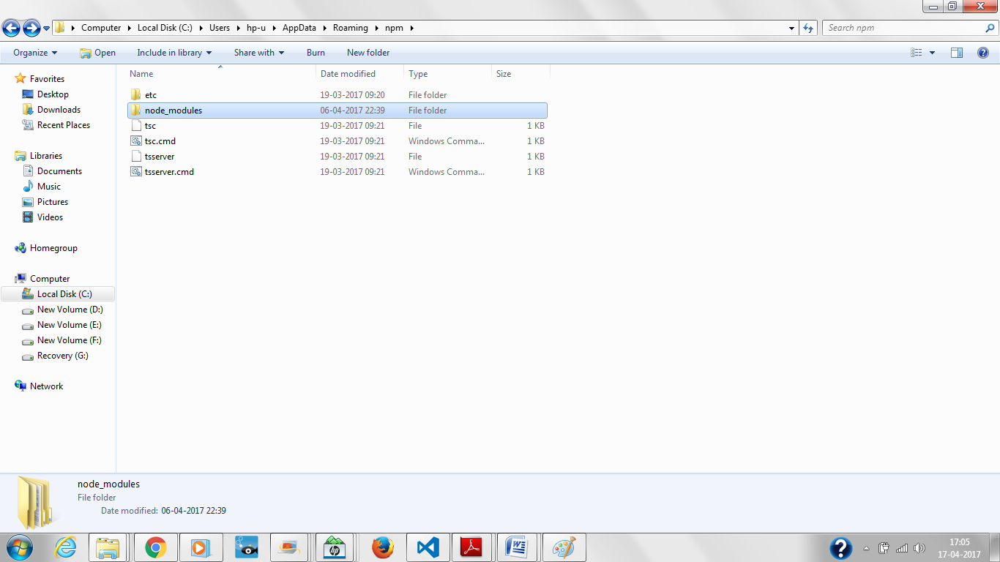 Computer Local Disk (C:) Users hp-u AppData Roaming npm
Search npm
Organize Open Include in library Share with Burn New folder
Name Date modified Type Size
Favorites
Desktop
Downloads
Recent Places
Libraries
Documents
Music
Pictures
Videos
Homegroup
Computer
Local Disk (C:)
New Volume (D:)
New Volume (E:)
New Volume (F:)
Recovery (G:)
Network
etc 19-03-2017 09:20 File folder
node_modules 06-04-2017 22:39 File folder
tsc 19-03-2017 09:21 File 1 KB
tsc.cmd 19-03-2017 09:21 Windows Comma... 1 KB
tsserver 19-03-2017 09:21 File 1 KB
tsserver.cmd 19-03-2017 09:21 Windows Comma... 1 KB
node_modules
File folder
Date modified: 06-04-2017 22:39
hp
17:05
17-04-2017